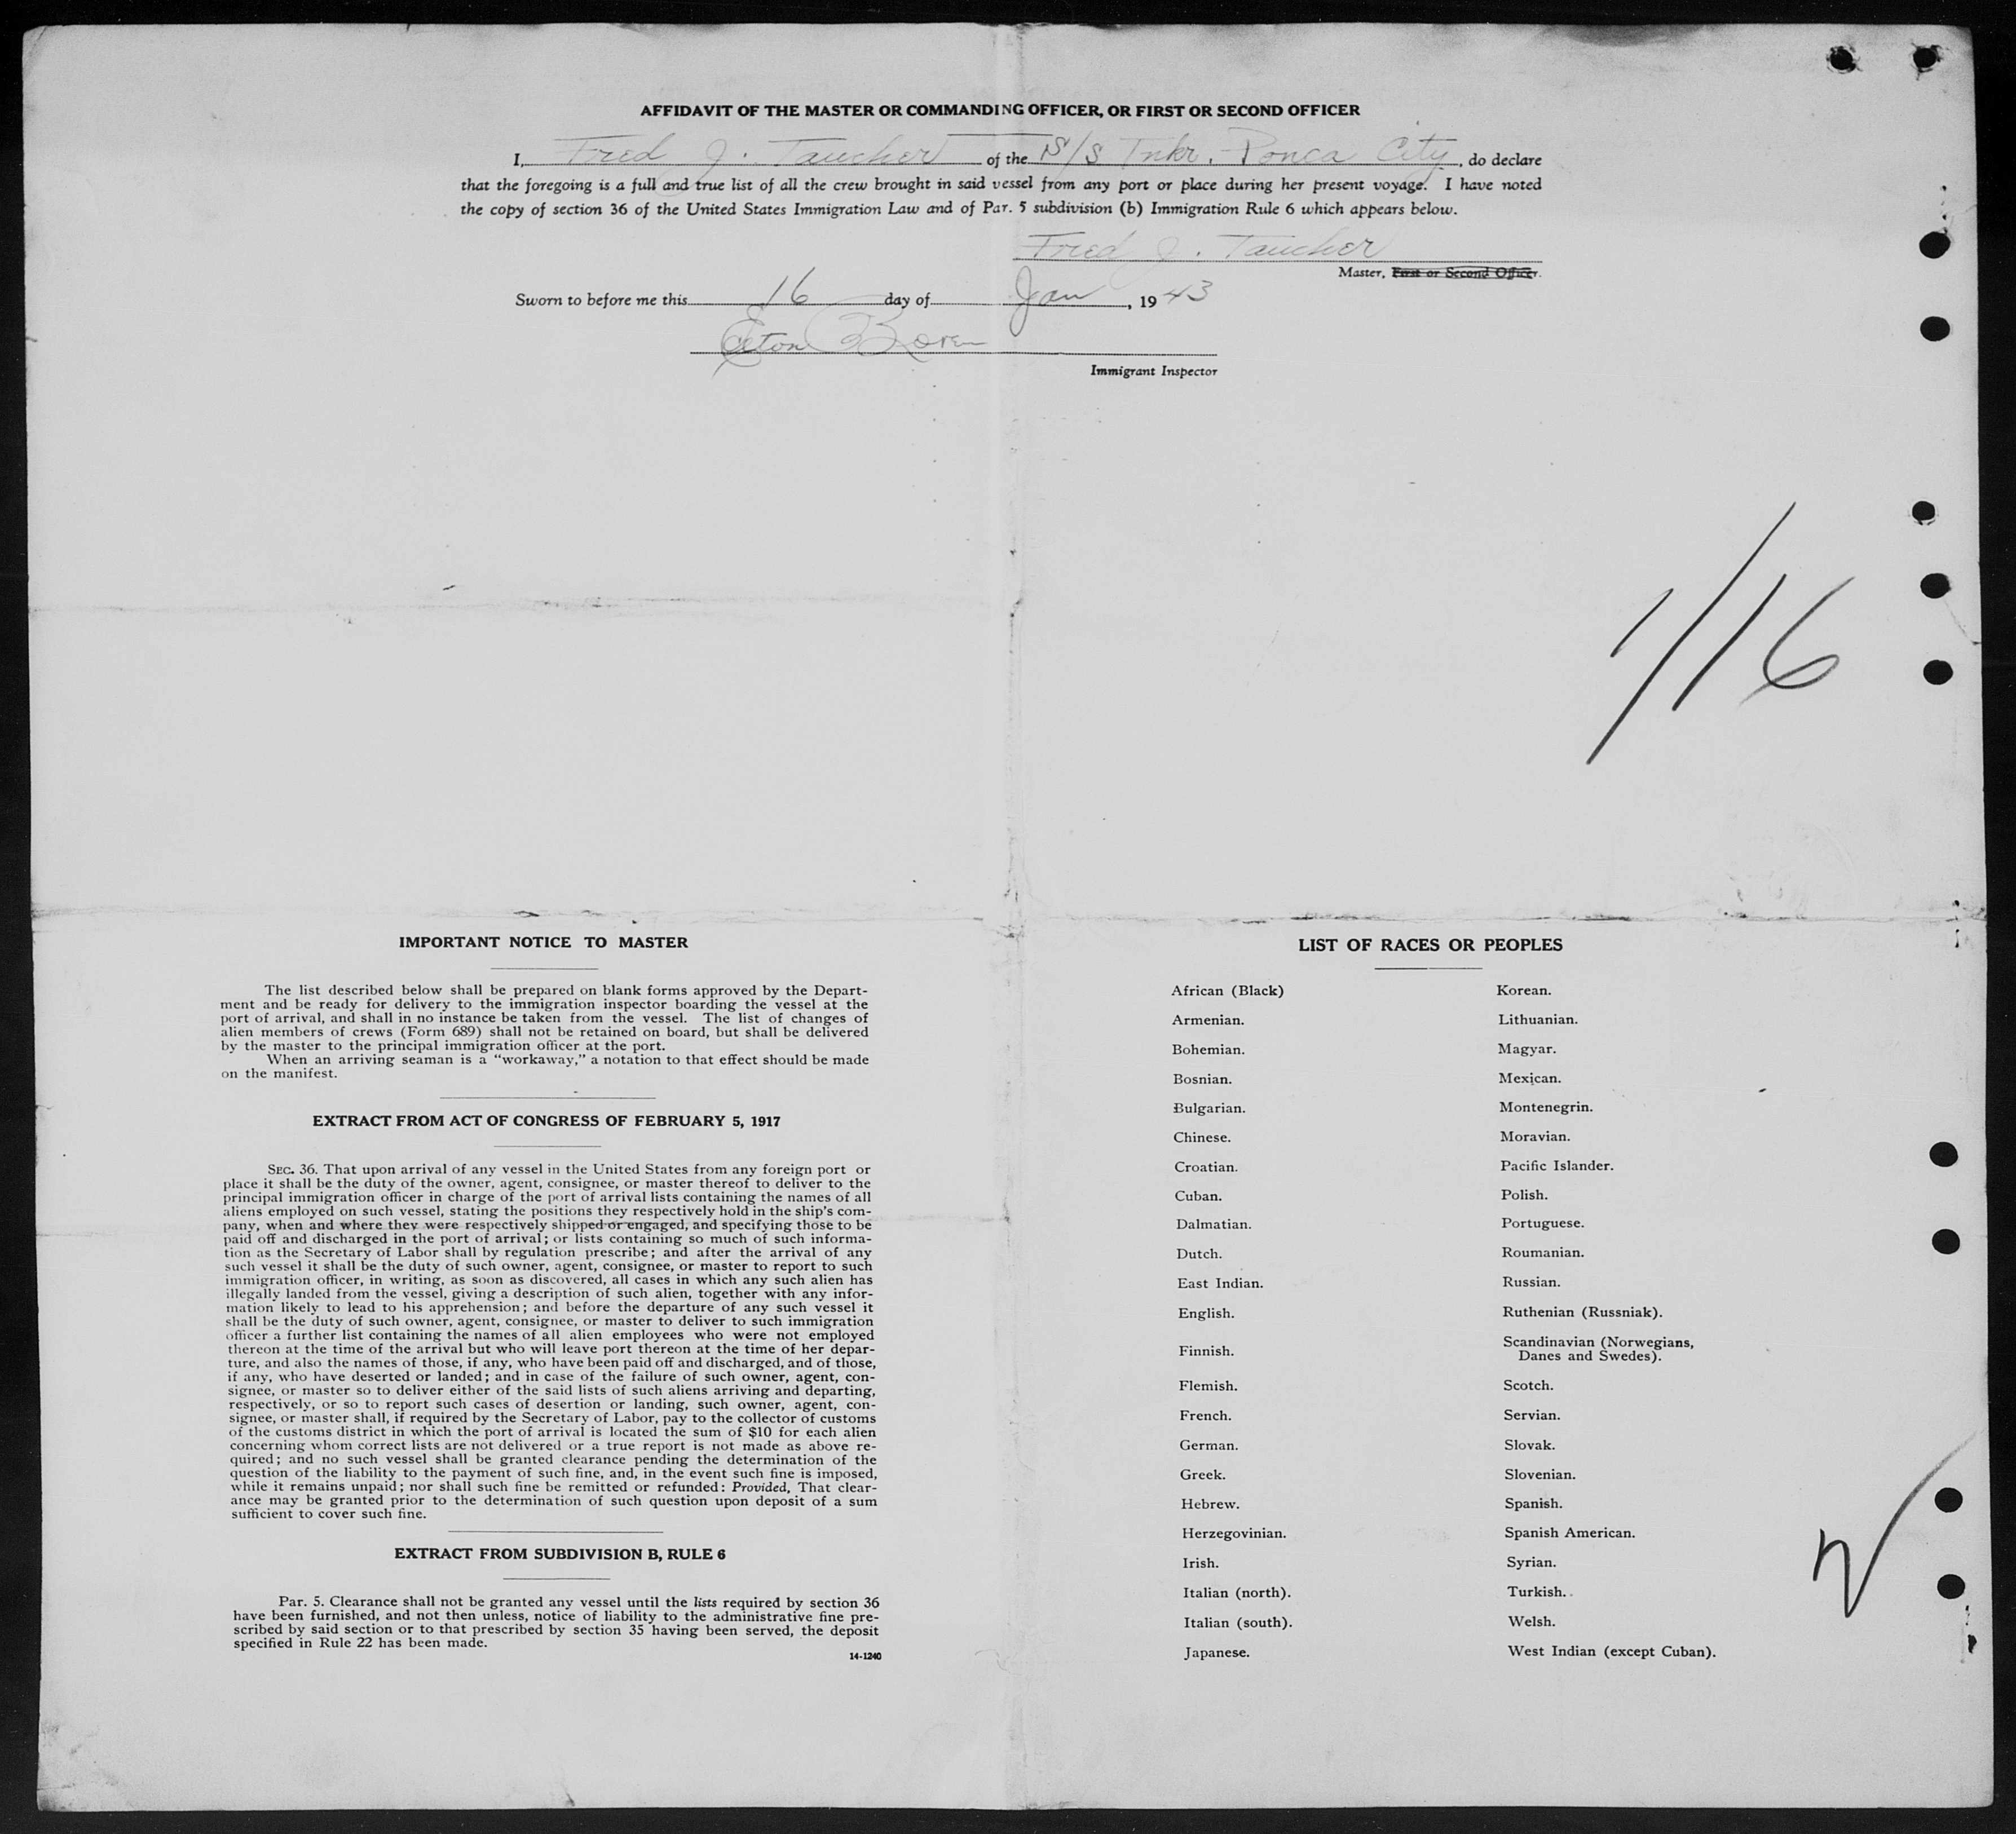 AFFIDAVIT OF THE MASTER OR COMMANDING OFFICER, OR FIRST OR SECOND OFFICER
I, Fred J. Taucher of the S/S Tnkr. Ponca City, do declare
that the foregoing is a full and true list of all the crew brought in said vessel from any port or place during her present voyage. I have noted
the copy of section 36 of the United States Immigration Law and of Par. 5 subdivision (b) Immigration Rule 6 which appears below.
Fred J. Taucher
Master, First or Second Officer.
Sworn to before me this 16 day of Jan, 1943
Immigrant Inspector
1/16
IMPORTANT NOTICE TO MASTER
The list described below shall be prepared on blank forms approved by the Depart-
ment and be ready for delivery to the immigration inspector boarding the vessel at the
port of arrival, and shall in no instance be taken from the vessel. The list of changes of
alien members of crews (Form 689) shall not be retained on board, but shall be delivered
by the master to the principal immigration officer at the port.
When an arriving seaman is a “workaway,” a notation to that effect should be made
on the manifest.
EXTRACT FROM ACT OF CONGRESS OF FEBRUARY 5, 1917
SEC. 36. That upon arrival of any vessel in the United States from any foreign port or
place it shall be the duty of the owner, agent, consignee, or master thereof to deliver to the
principal immigration officer in charge of the port of arrival lists containing the names of all
aliens employed on such vessel, stating the positions they respectively hold in the ship's com-
pany, when and where they were respectively shipped or engaged, and specifying those to be
paid off and discharged in the port of arrival; or lists containing so much of such informa-
tion as the Secretary of Labor shall by regulation prescribe; and after the arrival of any
such vessel it shall be the duty of such owner, agent, consignee, or master to report to such
immigration officer, in writing, as soon as discovered, all cases in which any such alien has
illegally landed from the vessel, giving a description of such alien, together with any infor-
mation likely to lead to his apprehension; and before the departure of any such vessel it
shall be the duty of such owner, agent, consignee, or master to deliver to such immigration
officer a further list containing the names of all alien employees who were not employed
thereon at the time of the arrival but who will leave port thereon at the time of her depar-
ture, and also the names of those, if any, who have been paid off and discharged, and of those,
if any, who have deserted or landed; and in case of the failure of such owner, agent, con-
signee, or master so to deliver either of the said lists of such aliens arriving and departing,
respectively, or so to report such cases of desertion or landing, such owner, agent, con-
signee, or master shall, if required by the Secretary of Labor, pay to the collector of customs
of the customs district in which the port of arrival is located the sum of $10 for each alien
concerning whom correct lists are not delivered or a true report is not made as above re-
quired; and no such vessel shall be granted clearance pending the determination of the
question of the liability to the payment of such fine, and, in the event such fine is imposed,
while it remains unpaid; nor shall such fine be remitted or refunded: Provided, That clear-
ance may be granted prior to the determination of such question upon deposit of a sum
sufficient to cover such fine.
EXTRACT FROM SUBDIVISION B, RULE 6
Par. 5. Clearance shall not be granted any vessel until the lists required by section 36
have been furnished, and not then unless, notice of liability to the administrative fine pre-
scribed by said section or to that prescribed by section 35 having been served, the deposit
specified in Rule 22 has been made.
14-1240
LIST OF RACES OR PEOPLES
African (Black)
Armenian.
Bohemian.
Bosnian.
Bulgarian.
Chinese.
Croatian.
Cuban.
Dalmatian.
Dutch.
East Indian.
English.
Finnish.
Flemish.
French.
German.
Greek.
Hebrew.
Herzegovinian.
Irish.
Italian (north).
Italian (south).
Japanese.
Korean.
Lithuanian.
Magyar.
Mexican.
Montenegrin.
Moravian.
Pacific Islander.
Polish.
Portuguese.
Roumanian.
Russian.
Ruthenian (Russniak).
Scandinavian (Norwegians,
Danes and Swedes).
Scotch.
Servian.
Slovak.
Slovenian.
Spanish.
Spanish American.
Syrian.
Turkish.
Welsh.
West Indian (except Cuban).